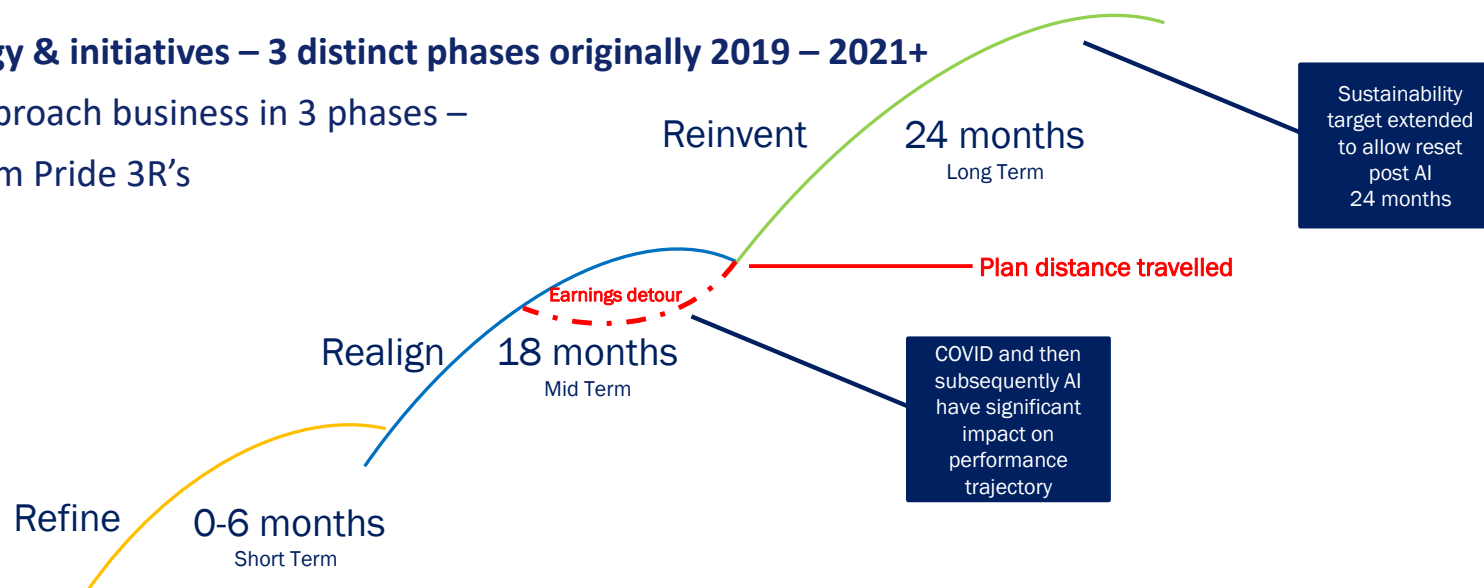 & initiatives – 3 distinct phases originally 2019 – 2021+
business in 3 phases –
Pride 3R’s
Reinvent
24 months
Long Term
Sustainability
target extended
to allow reset
post AI
24 months
Plan distance travelled
Earnings detour
Realign
18 months
Mid Term
COVID and then
subsequently AI
have significant
impact on
performance
trajectory
Refine
0-6 months
Short Term